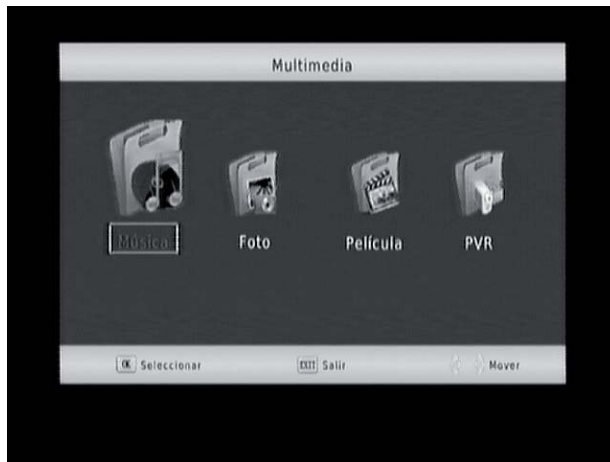 Multimedia
Música Foto Película PVR
OK Seleccionar EXIT Salir Mover